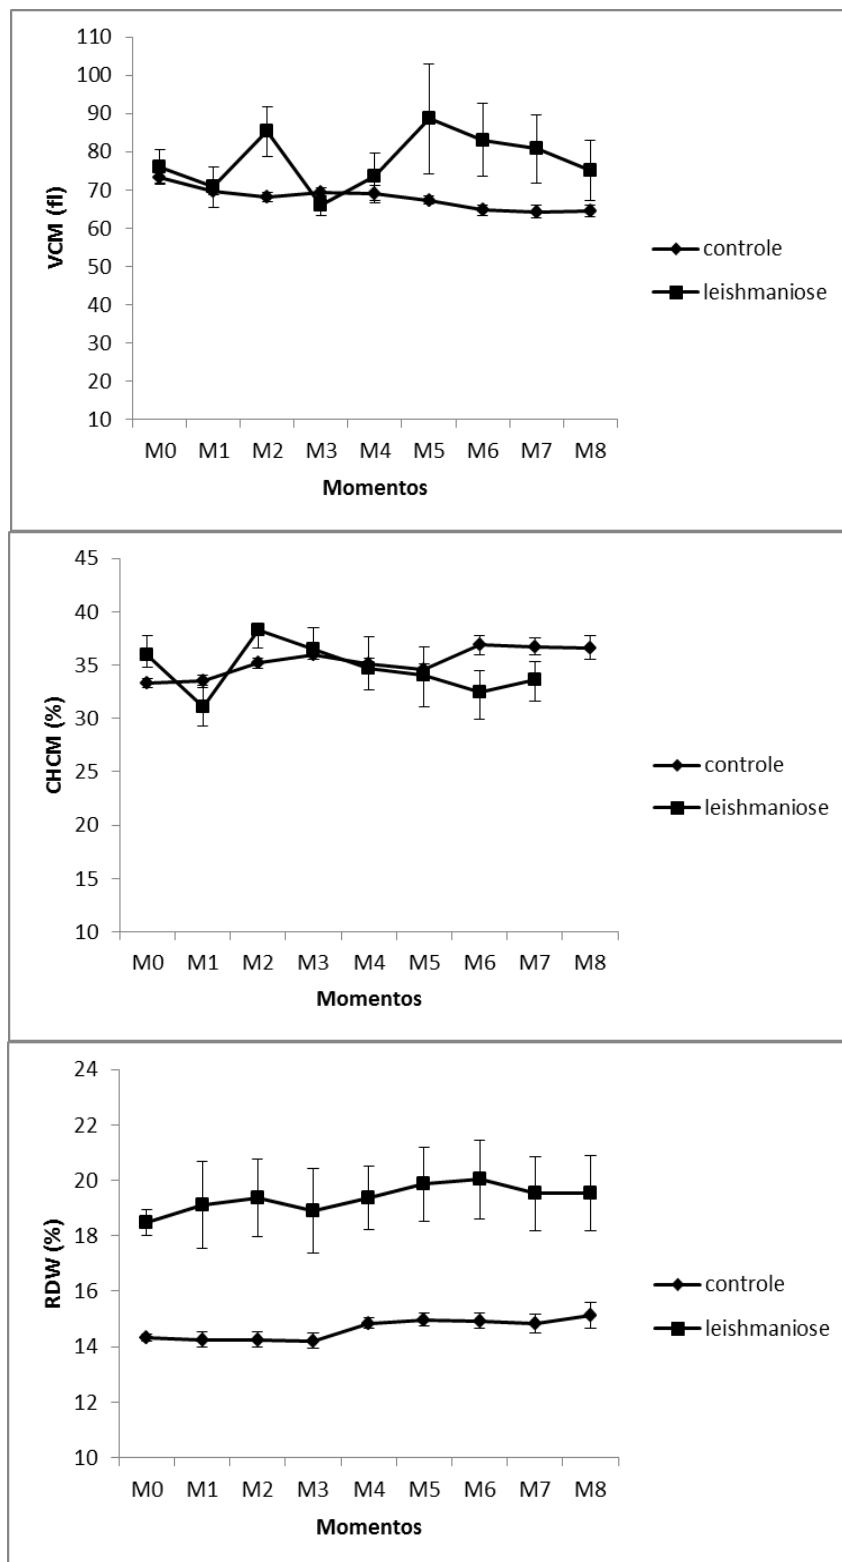 110
100
90
80
70
60
50
40
30
20
10
VCM (fl)
M0 M1 M2 M3 M4 M5 M6 M7 M8
Momentos
controle
leishmaniose
45
40
35
30
25
20
15
10
CHCM (%)
M0 M1 M2 M3 M4 M5 M6 M7 M8
Momentos
controle
leishmaniose
24
22
20
18
16
14
12
10
RDW (%)
M0 M1 M2 M3 M4 M5 M6 M7 M8
Momentos
controle
leishmaniose